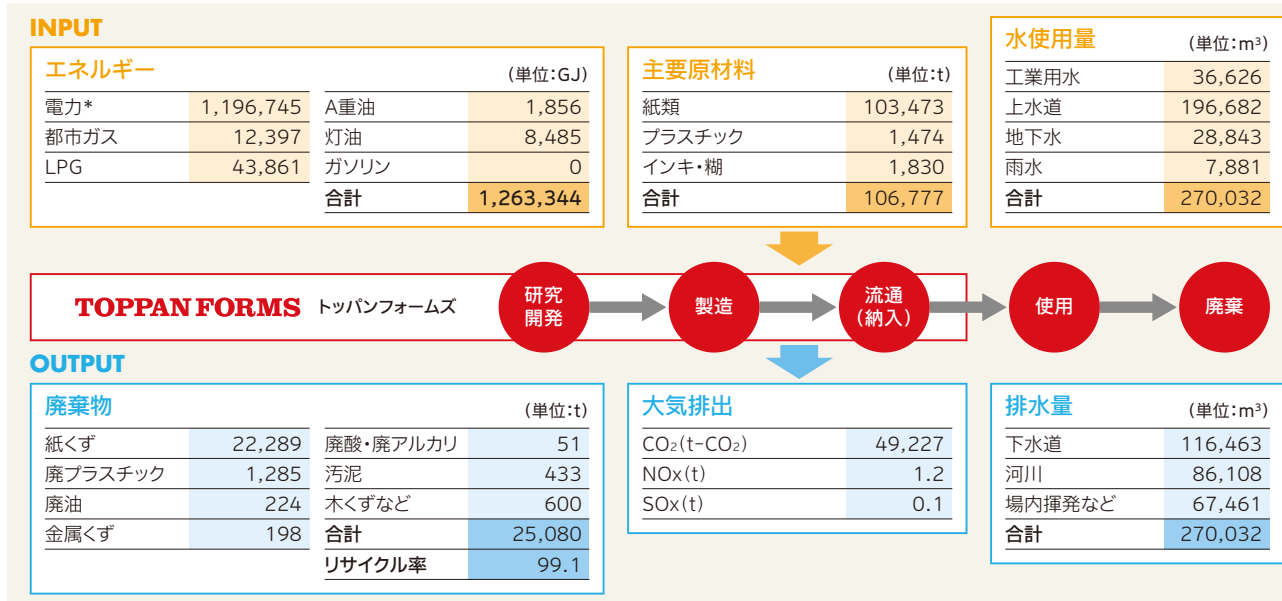 INPUT
エネルギー (単位:GJ)
電力* 1,196,745
都市ガス 12,397
LPG 43,861
A重油 1,856
灯油 8,485
ガソリン 0
合計 1,263,344
主要原材料 (単位:t)
紙類 103,473
プラスチック 1,474
インキ・糊 1,830
合計 106,777
水使用量 (単位:m³)
工業用水 36,626
上水道 196,682
地下水 28,843
雨水 7,881
合計 270,032
TOPPAN FORMS トッパンフォームズ
研究
開発
製造
流通
(納入)
使用
廃棄
OUTPUT
廃棄物 (単位:t)
紙くず 22,289
廃プラスチック 1,285
廃油 224
金属くず 198
廃酸・廃アルカリ 51
汚泥 433
木くずなど 600
合計 25,080
リサイクル率 99.1
大気排出
CO₂(t-CO₂) 49,227
NOx(t) 1.2
SOx(t) 0.1
排水量 (単位:m³)
下水道 116,463
河川 86,108
場内揮発など 67,461
合計 270,032